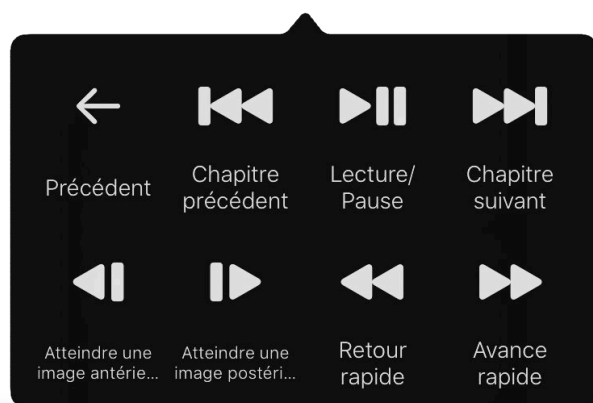 Précédent
Chapitre
précédent
Lecture/
Pause
Chapitre
suivant
Atteindre une
image antérie...
Atteindre une
image postéri...
Retour
rapide
Avance
rapide